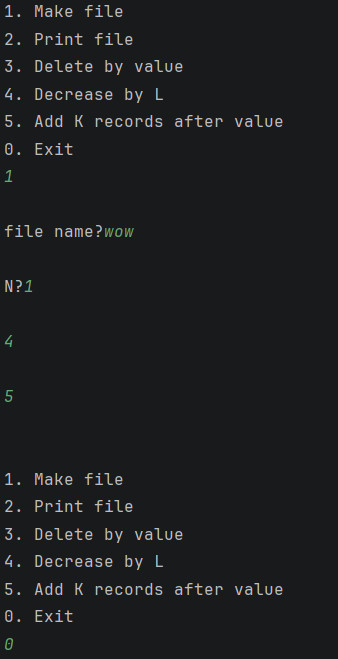 1. Make file
2. Print file
3. Delete by value
4. Decrease by L
5. Add K records after value
0. Exit
1
file name?wow
N?1
4
5
1. Make file
2. Print file
3. Delete by value
4. Decrease by L
5. Add K records after value
0. Exit
0